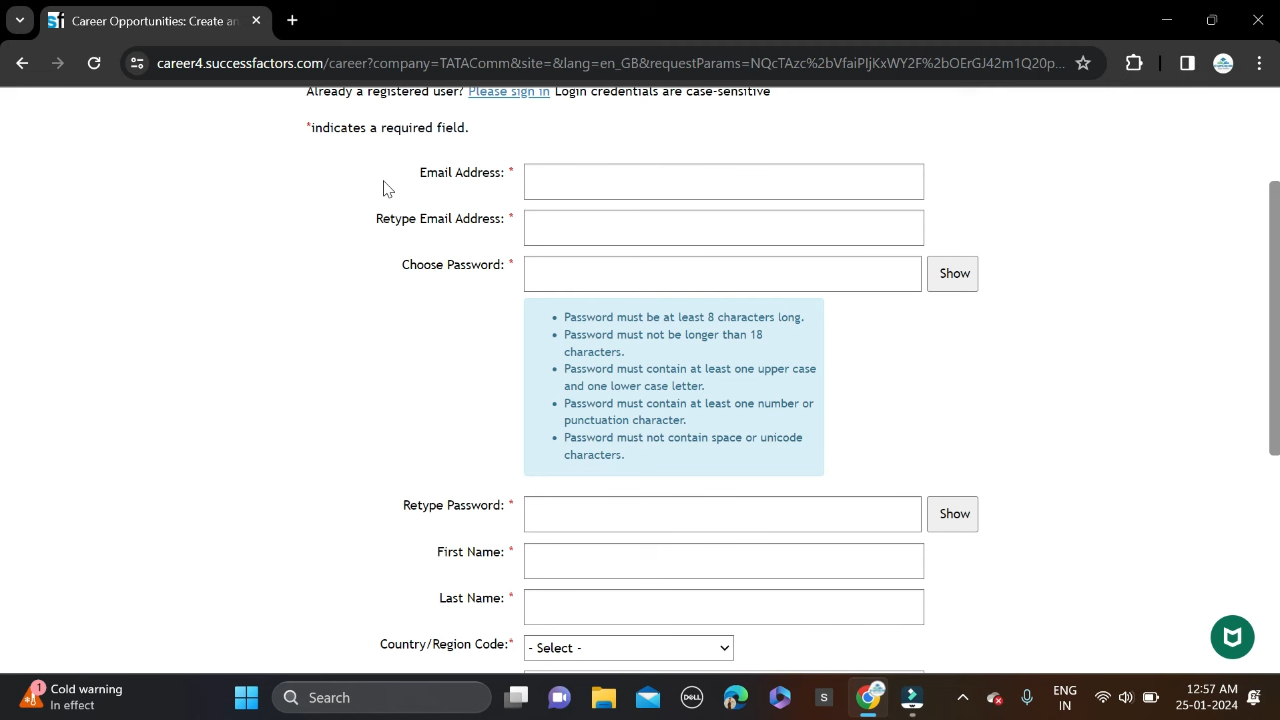 Career Opportunities: Create an
career4.successfactors.com/career?company=TATAComm&site=&lang=en_GB&requestParams=NQcTAzc%2bVfaiPIjKxWY2F%2bOErGJ42m1Q20p...
Already a registered user? Please sign in Login credentials are case-sensitive
*indicates a required field.
Email Address: *
Retype Email Address: *
Choose Password: *
Show
Password must be at least 8 characters long.
Password must not be longer than 18
characters.
Password must contain at least one upper case
and one lower case letter.
Password must contain at least one number or
punctuation character.
Password must not contain space or unicode
characters.
Retype Password: *
Show
First Name: *
Last Name: *
Country/Region Code:*
- Select -
1
Cold warning
In effect
Search
DELL
S
ENG
IN
12:57 AM
25-01-2024